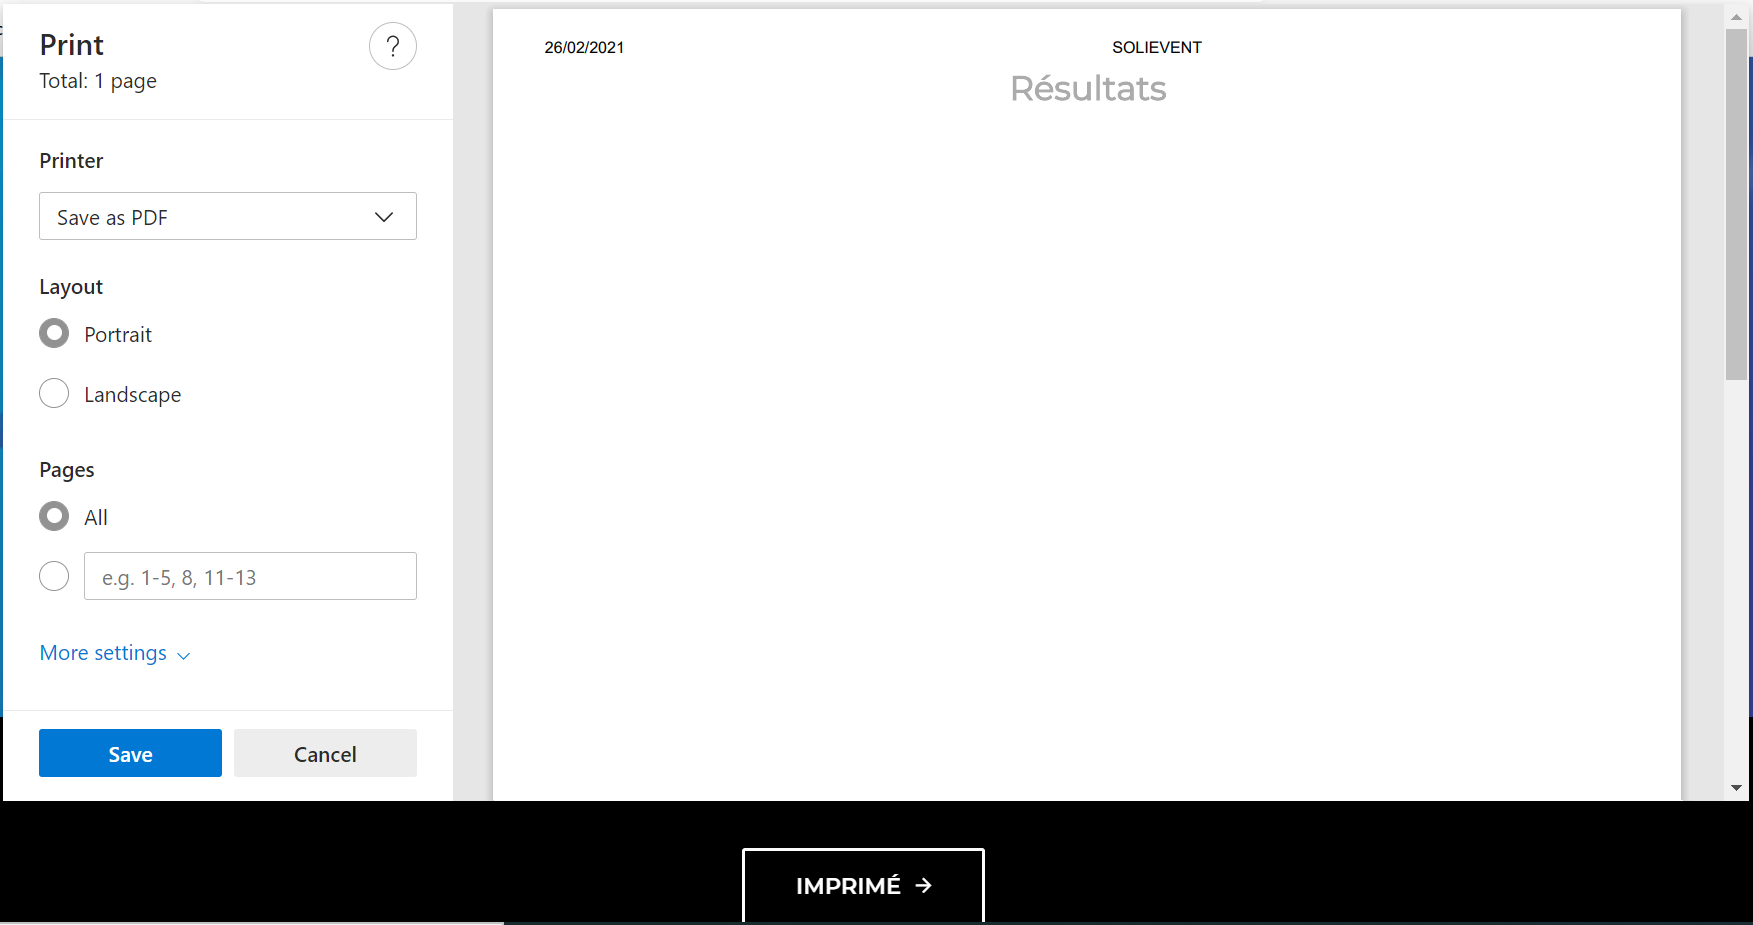 Print
?
Total: 1 page
Printer
Save as PDF
Layout
Portrait
Landscape
Pages
All
e.g. 1-5, 8, 11-13
More settings
Save
Cancel
26/02/2021 SOLIEVENT
Résultats
IMPRIMÉ →